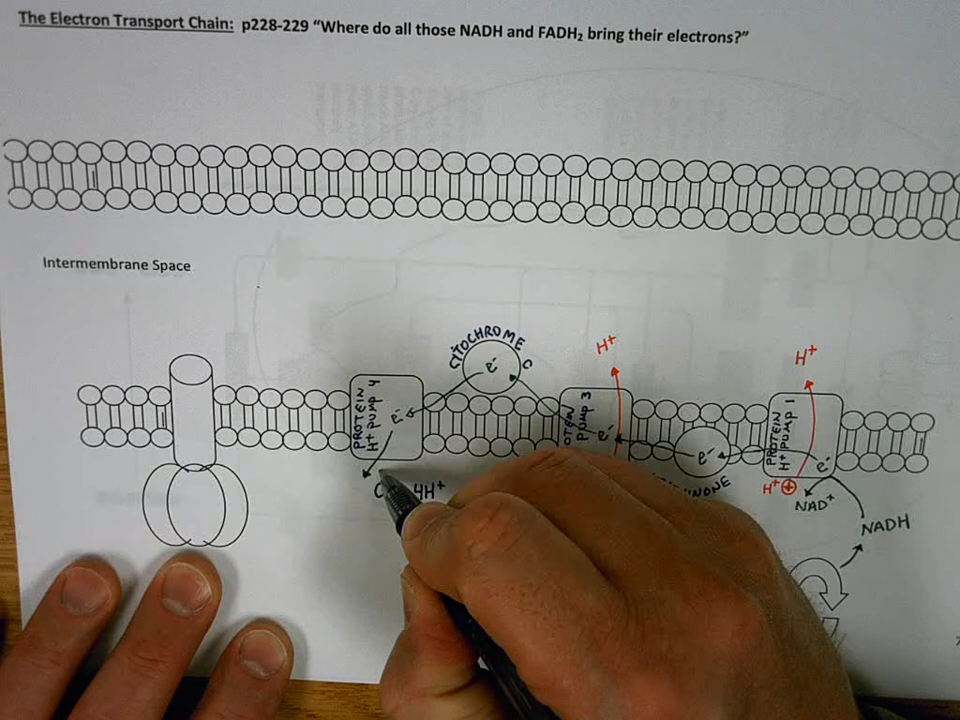 The Electron Transport Chain: p228-229 “Where do all those NADH and FADH₂ bring their electrons?”
Intermembrane Space
CYTOCHROME C
e⁻
H⁺
H⁺
PROTEIN
H⁺ PUMP 4
e⁻
PUMP 3
e⁻
e⁻
PROTEIN
H⁺ PUMP 1
e⁻
4H⁺
H⁺ ⊕
NAD⁺
NADH